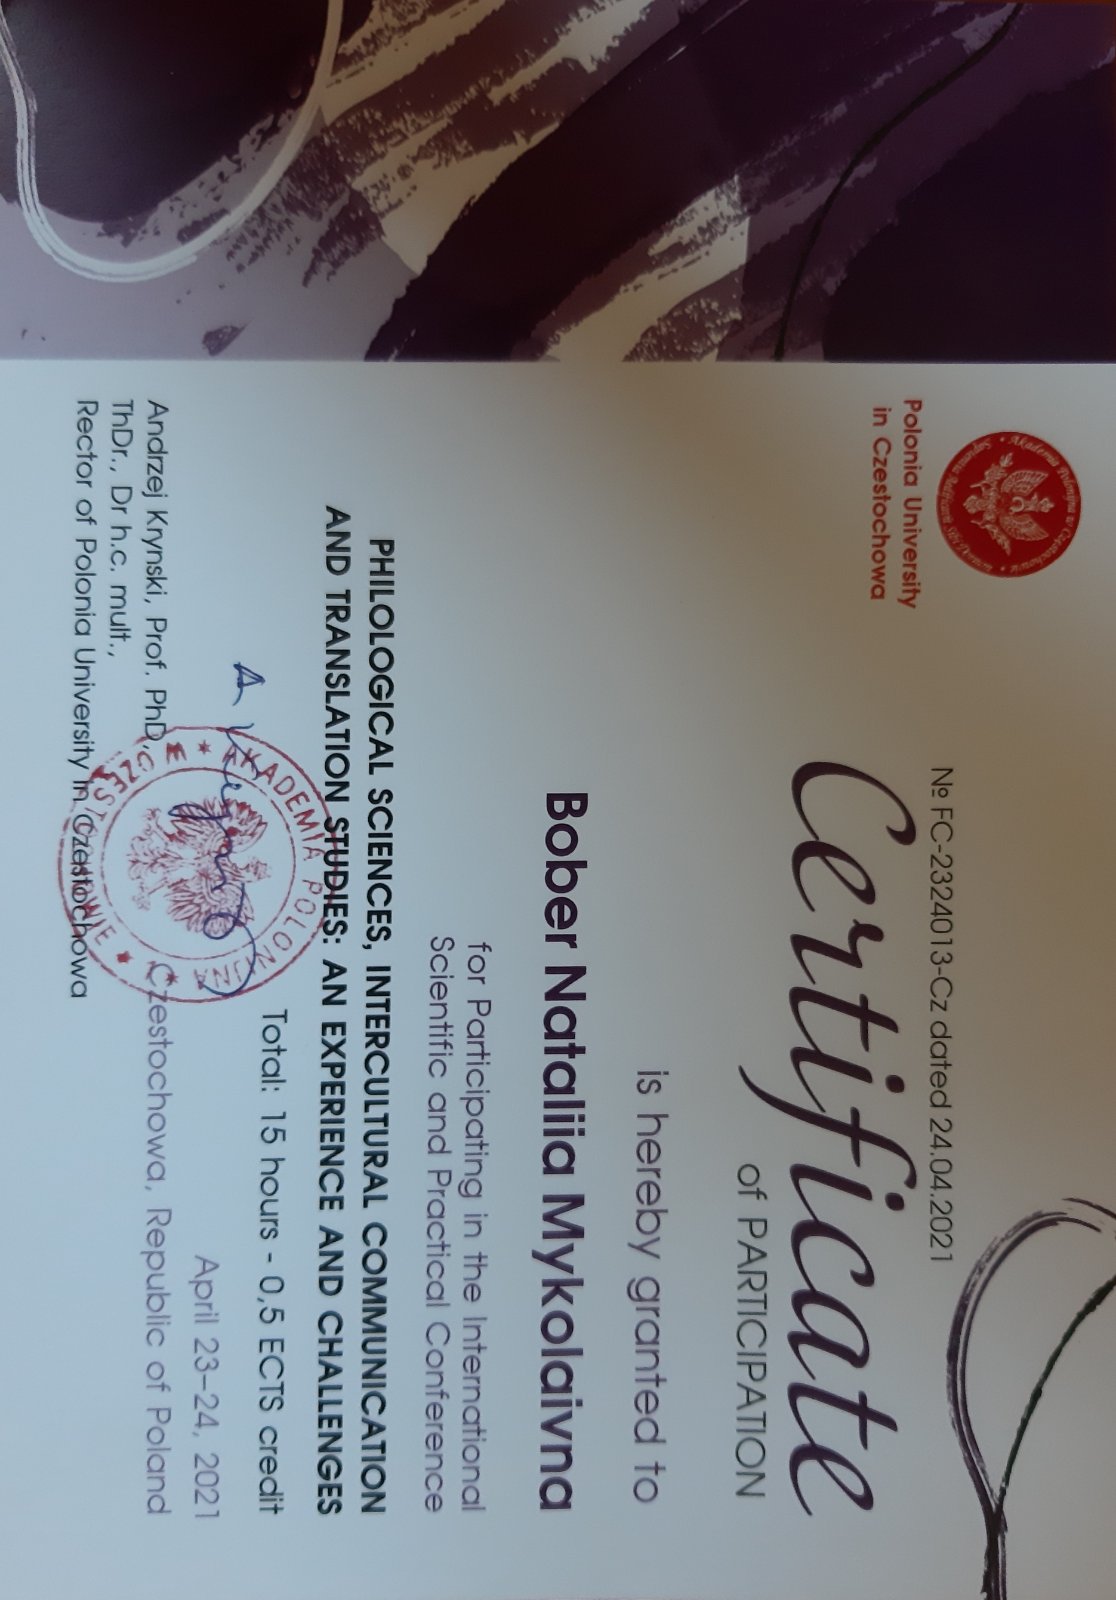 Akademia Polonijna w Częstochowie
Polonia University
in Czestochowa
№ FC-2324013-Cz dated 24.04.2021
Certificate
of PARTICIPATION
is hereby granted to
Bober Nataliia Mykolaivna
for Participating in the International
Scientific and Practical Conference
PHILOLOGICAL SCIENCES, INTERCULTURAL COMMUNICATION
AND TRANSLATION STUDIES: AN EXPERIENCE AND CHALLENGES
Total: 15 hours - 0,5 ECTS credit
April 23–24, 2021
Czestochowa, Republic of Poland
Andrzej Krynski, Prof. PhD,
ThDr., Dr h.c. mult.,
Rector of Polonia University in Czestochowa
AKADEMIA POLONIJNA